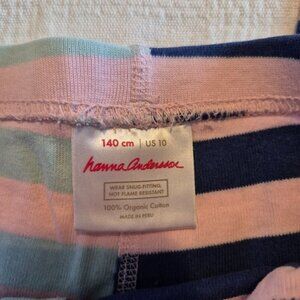 140 cm | US 10
hanna andersson
WEAR SNUG-FITTING,
NOT FLAME RESISTANT
100% Organic Cotton
MADE IN PERU